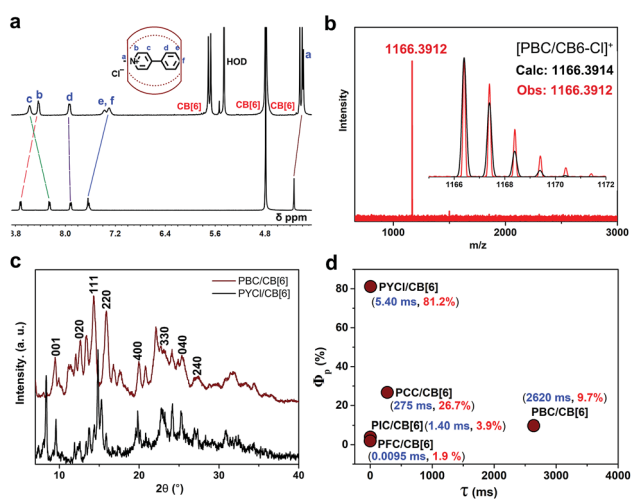 a
b c d e
a N+ f
Cl−
HOD
a
c b d e, f
CB[6] CB[6] CB[6]
δ ppm
8.8 8.0 7.2 6.4 5.6 4.8
b
1166.3912
[PBC/CB6-Cl]+
Calc: 1166.3914
Obs: 1166.3912
Intensity
1166 1168 1170 1172
1000 2000 3000
m/z
c
PBC/CB[6]
PYCl/CB[6]
001 020 111 220 400 330 040 240
Intensity. (a. u.)
10 20 30 40
2θ (°)
d
PYCl/CB[6]
(5.40 ms, 81.2%)
PCC/CB[6]
(275 ms, 26.7%)
(2620 ms, 9.7%)
PBC/CB[6]
PIC/CB[6] (1.40 ms, 3.9%)
PFC/CB[6]
(0.0095 ms, 1.9 %)
Φp (%)
80
60
40
20
0
0 1000 2000 3000 4000
τ (ms)